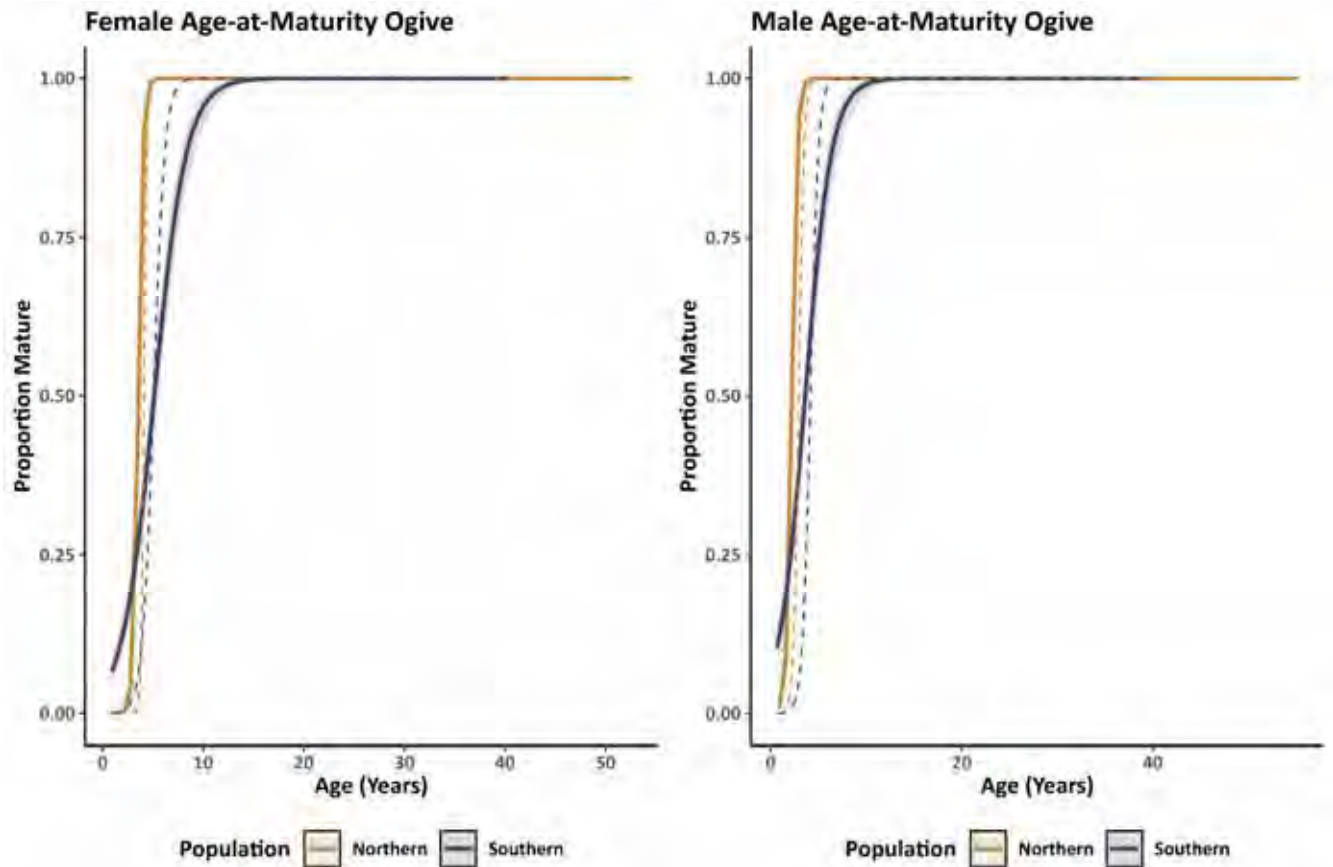 Female Age-at-Maturity Ogive
1.00
0.75
0.50
0.25
0.00
Proportion Mature
0 10 20 30 40 50
Age (Years)
Population Northern Southern
Male Age-at-Maturity Ogive
1.00
0.75
0.50
0.25
0.00
Proportion Mature
0 20 40
Age (Years)
Population Northern Southern